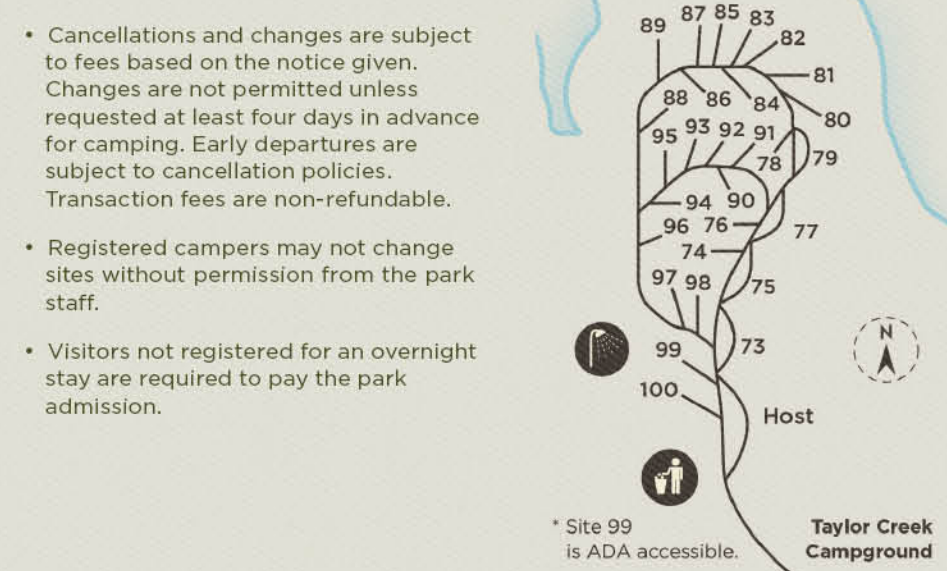 • Cancellations and changes are subject
to fees based on the notice given.
Changes are not permitted unless
requested at least four days in advance
for camping. Early departures are
subject to cancellation policies.
Transaction fees are non-refundable.
• Registered campers may not change
sites without permission from the park
staff.
• Visitors not registered for an overnight
stay are required to pay the park
admission.
89 87 85 83
82
81
88 86 84
80
95 93 92 91
78 79
94 90
96 76 77
74
97 98 75
99 73
100
Host
N
* Site 99
is ADA accessible.
Taylor Creek
Campground